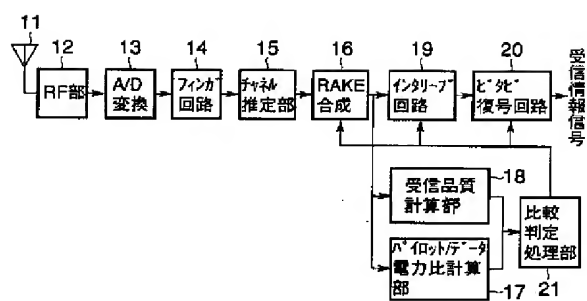 11
12
RF部
13
A/D
変換
14
フィンガ
回路
15
チャネル
推定部
16
RAKE
合成
19
インタリーブ
回路
20
ビタビ
復号回路
受信情報信号
受信品質
計算部
18
パイロット/データ
電力比計算
部
17
比較
判定
処理部
21